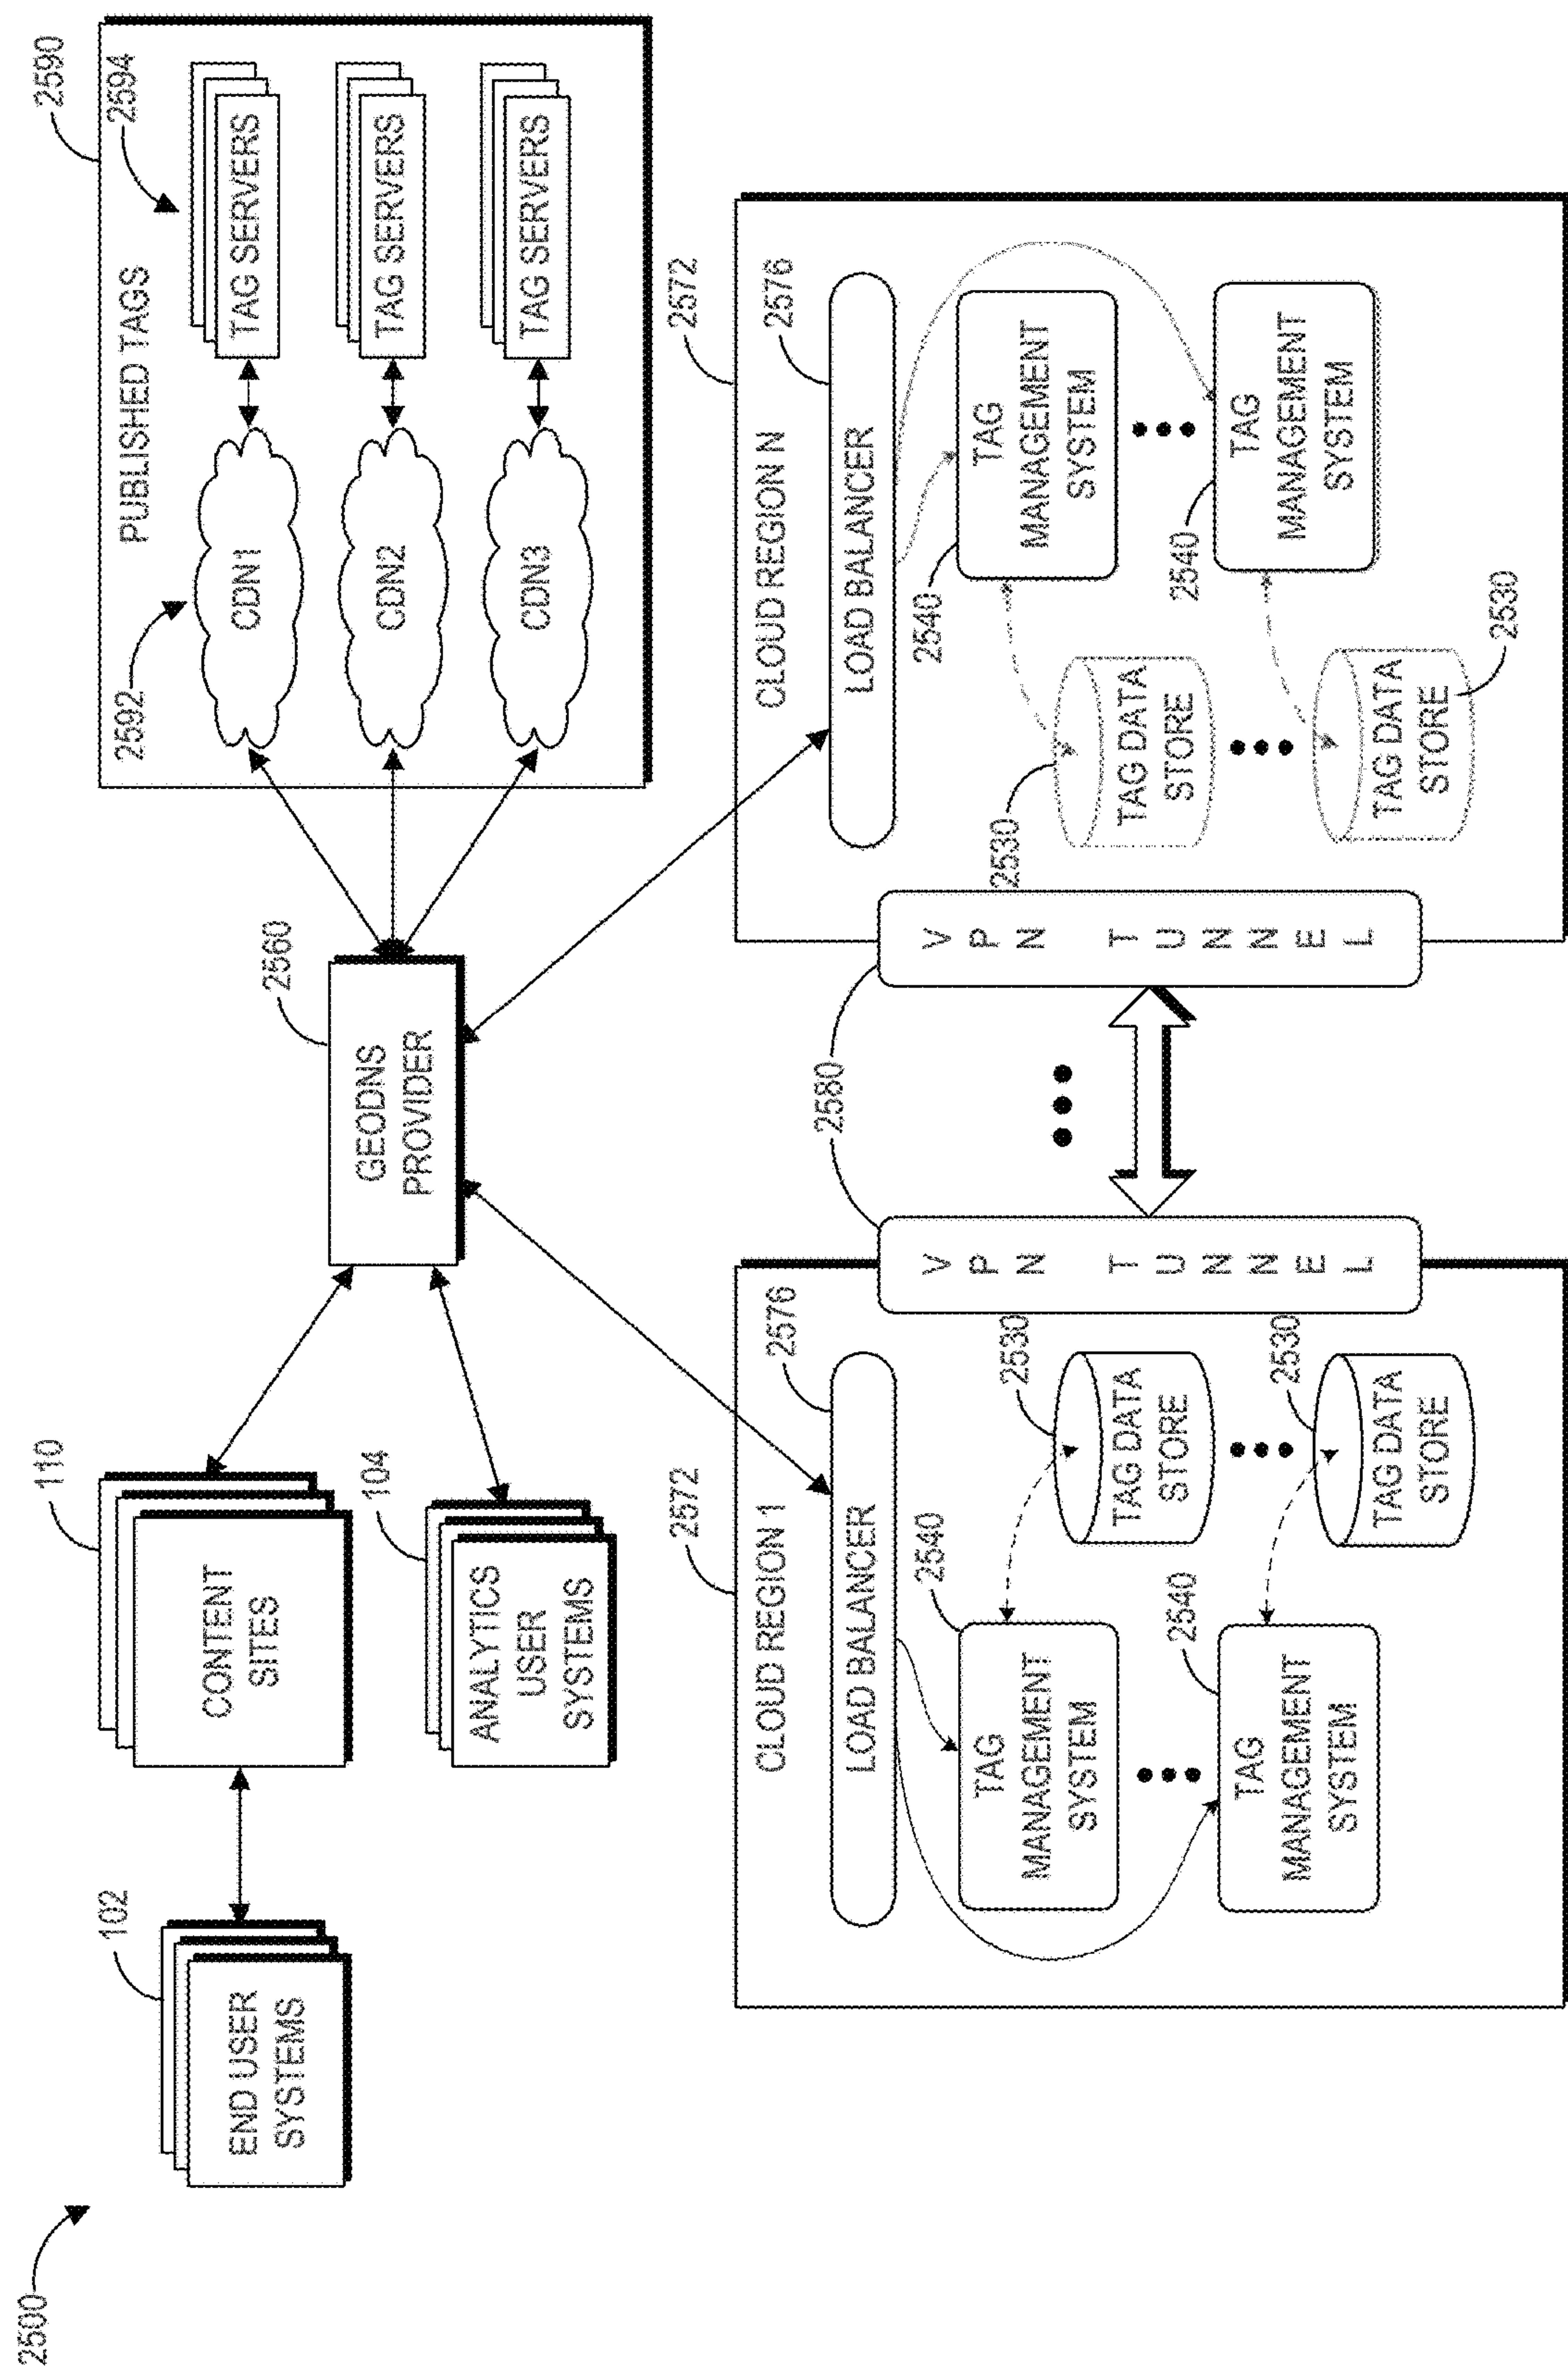 2500
102
END USER
SYSTEMS
110
CONTENT
SITES
104
ANALYTICS
USER
SYSTEMS
2560
GEODNS
PROVIDER
2590
PUBLISHED TAGS
2592
2594
CDN1
TAG SERVERS
CDN2
TAG SERVERS
CDN3
TAG SERVERS
2572
CLOUD REGION 1
2576
LOAD BALANCER
2540
TAG
MANAGEMENT
SYSTEM
2530
TAG DATA
STORE
2540
TAG
MANAGEMENT
SYSTEM
2530
TAG DATA
STORE
VPN TUNNEL
2580
VPN TUNNEL
2572
CLOUD REGION N
2576
LOAD BALANCER
2530
TAG DATA
STORE
2540
TAG
MANAGEMENT
SYSTEM
TAG DATA
STORE
2530
2540
TAG
MANAGEMENT
SYSTEM